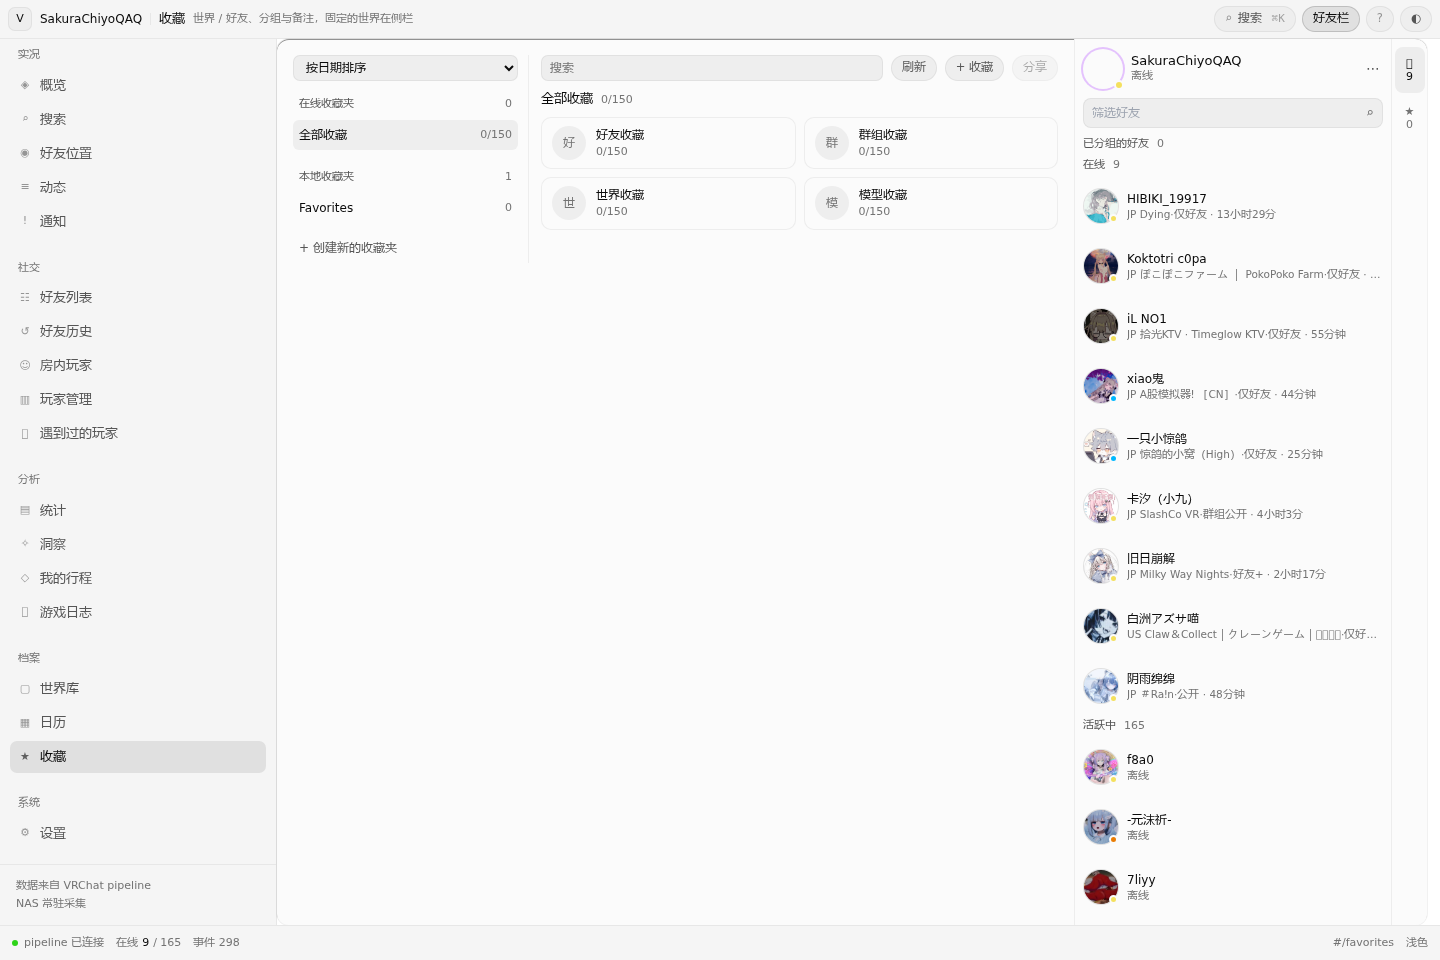 V SakuraChiyoQAQ 收藏 世界 / 好友、分组与备注，固定的世界在侧栏
搜索 ⌘K 好友栏 ?
实况
概览
搜索
好友位置
动态
通知
社交
好友列表
好友历史
房内玩家
玩家管理
遇到过的玩家
分析
统计
洞察
我的行程
游戏日志
档案
世界库
日历
收藏
系统
设置
数据来自 VRChat pipeline
NAS 常驻采集
按日期排序
在线收藏夹 0
全部收藏 0/150
本地收藏夹 1
Favorites 0
+ 创建新的收藏夹
搜索 刷新 + 收藏 分享
全部收藏 0/150
好 好友收藏 0/150
群 群组收藏 0/150
世 世界收藏 0/150
模 模型收藏 0/150
SakuraChiyoQAQ
离线
...
筛选好友
已分组的好友 0
在线 9
HIBIKI_19917
JP Dying·仅好友 · 13小时29分
Koktotri c0pa
JP ぽこぽこファーム ｜ PokoPoko Farm·仅好友 · ...
iL NO1
JP 拾光KTV · Timeglow KTV·仅好友 · 55分钟
xiao鬼
JP A股模拟器! ［CN］·仅好友 · 44分钟
一只小惊鸽
JP 惊鸽的小窝（High）·仅好友 · 25分钟
卡汐（小九）
JP SlashCo VR·群组公开 · 4小时3分
旧日崩解
JP Milky Way Nights·好友+ · 2小时17分
白洲アズサ喵
US Claw＆Collect｜クレーンゲーム｜·仅好...
阴雨绵绵
JP ＃Ra!n·公开 · 48分钟
活跃中 165
f8a0
离线
-元沫祈-
离线
7liyy
离线
9
★
0
pipeline 已连接 在线 9 / 165 事件 298
#/favorites 浅色